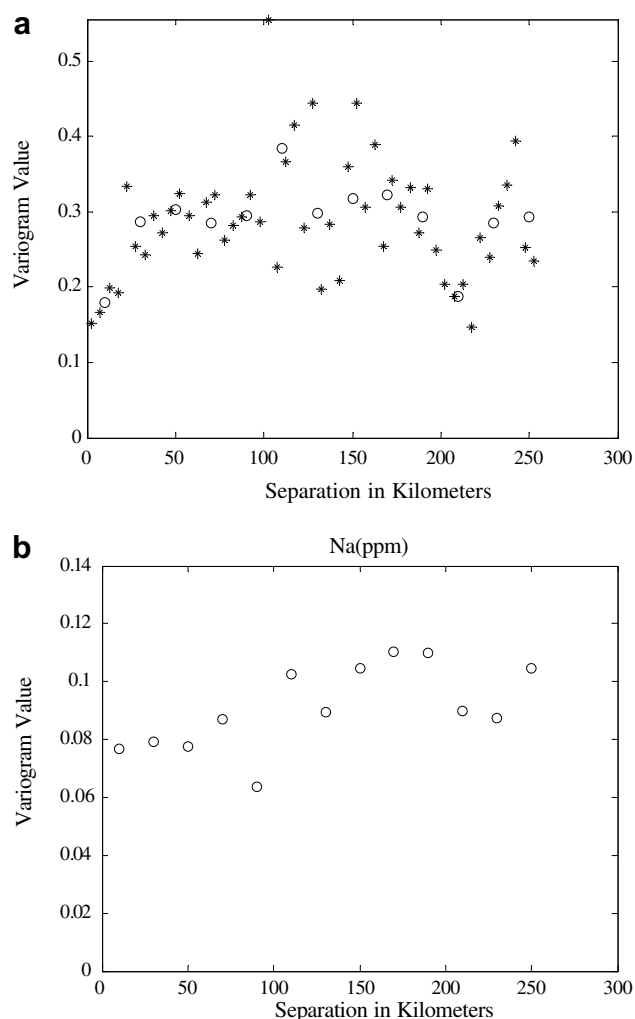 a
0.5
0.4
0.3
0.2
0.1
0
Variogram Value
0 50 100 150 200 250 300
Separation in Kilometers
b
Na(ppm)
0.14
0.12
0.1
0.08
0.06
0.04
0.02
0
Variogram Value
0 50 100 150 200 250 300
Separation in Kilometers